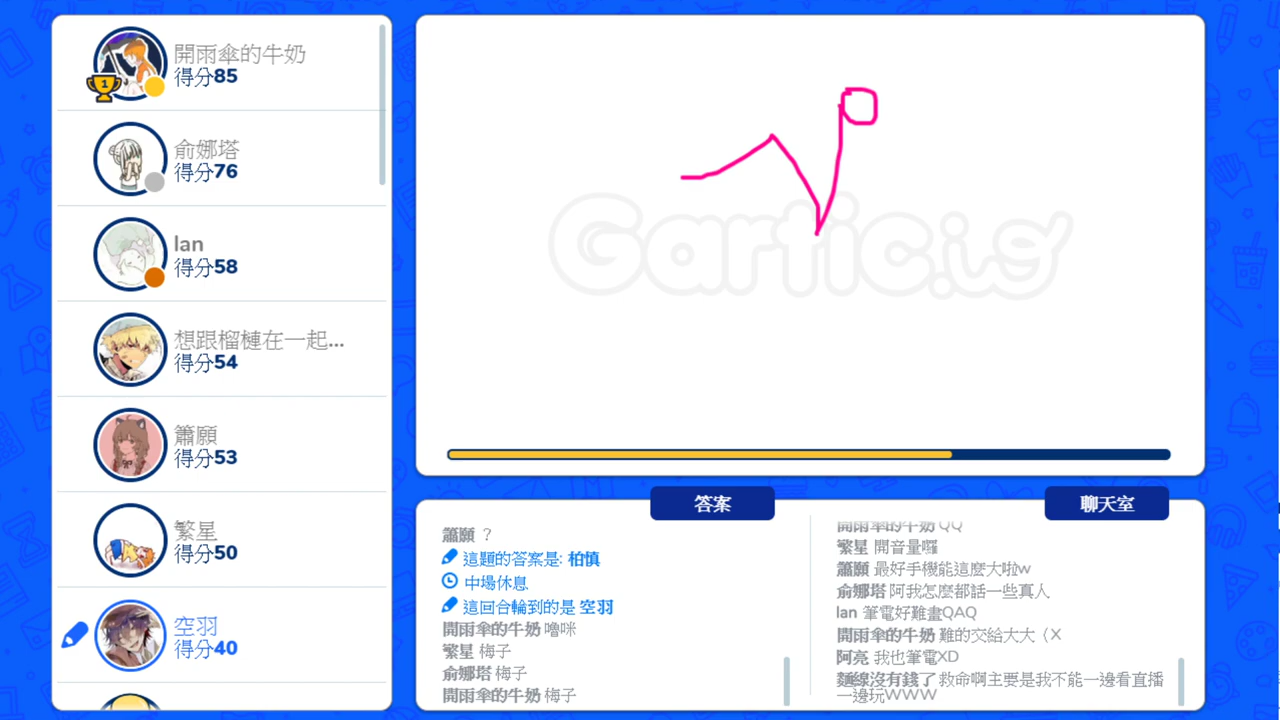 開雨傘的牛奶
得分85
俞娜塔
得分76
lan
得分58
想跟榴槤在一起...
得分54
簫願
得分53
繁星
得分50
空羽
得分40
Gartic.io
答案
簫願 ?
這題的答案是: 柏慎
中場休息
這回合輪到的是 空羽
開雨傘的牛奶 嚕咪
繁星 梅子
俞娜塔 梅子
開雨傘的牛奶 梅子
聊天室
開雨傘的牛奶 QQ
繁星 開音量囉
簫願 最好手機能這麼大啦w
俞娜塔 阿我怎麼都話一些真人
lan 筆電好難畫QAQ
開雨傘的牛奶 難的交給大大（X
阿亮 我也筆電XD
麵線沒有錢了 救命啊主要是我不能一邊看直播
一邊玩WWW